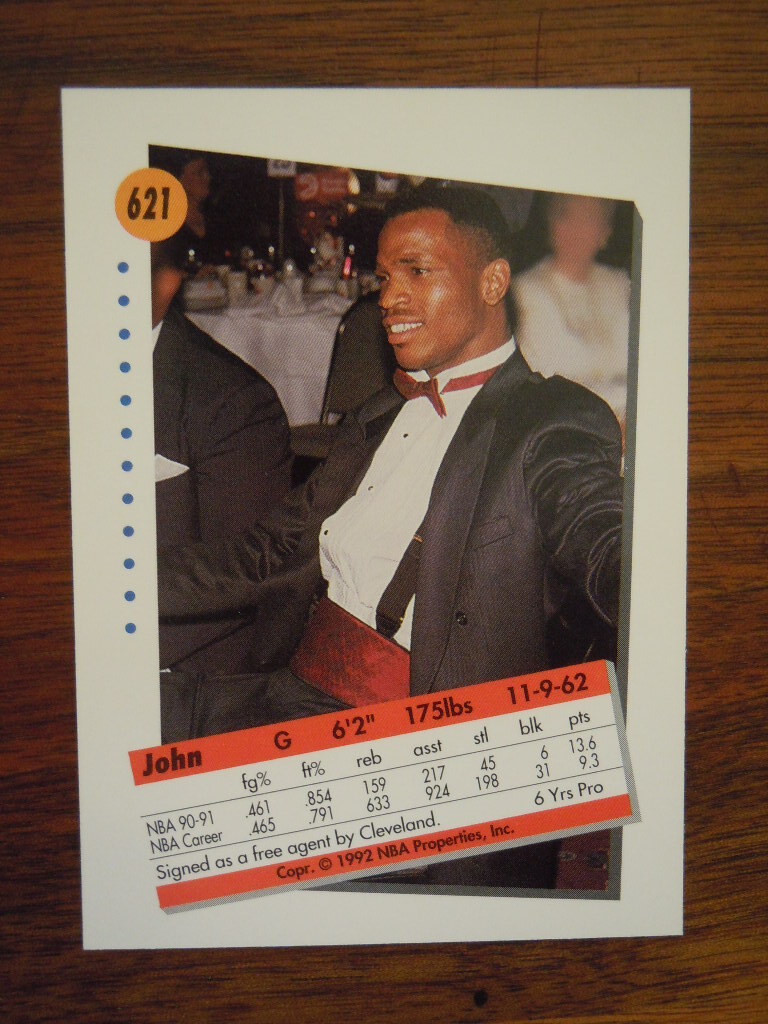 621
John G 6'2" 175lbs 11-9-62
fg% ft% reb asst stl blk pts
NBA 90-91 .461 .854 159 217 45 6 13.6
NBA Career .465 .791 633 924 198 31 9.3
Signed as a free agent by Cleveland. 6 Yrs Pro
Copr. © 1992 NBA Properties, Inc.